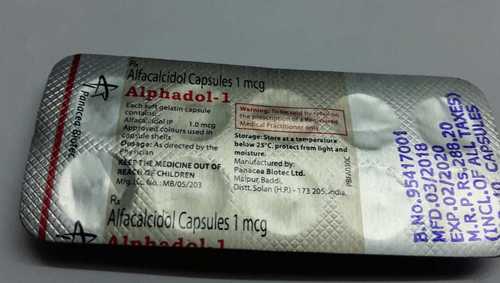 Rx
Alfacalcidol Capsules 1 mcg
Alphadol-1
Each soft gelatin capsule
contains:
Alfacalcidol IP 1.0 mcg
Approved colours used in
capsule shells.
Dosage: As directed by the
Physician
KEEP THE MEDICINE OUT OF
REACH OF CHILDREN
Mfg. Lic. No.: MB/05/203
Rx
Alfacalcidol Capsules 1 mcg
Alphadol-1
Panacea Biotec
Warning: To be sold by retail on
the prescription of a Registered
Medical Practitioner only.
Storage: Store at a temperature
below 25°C, protect from light and
moisture.
Manufactured by:
Panacea Biotec Ltd.
Malpur, Baddi,
Distt. Solan (H.P.) - 173 205, India.
B.NO.95417001
MFD.03/2018
EXP.02/2020
M.R.P.RS.288.20
(INCL.OF ALL TAXES)
CAPSULES